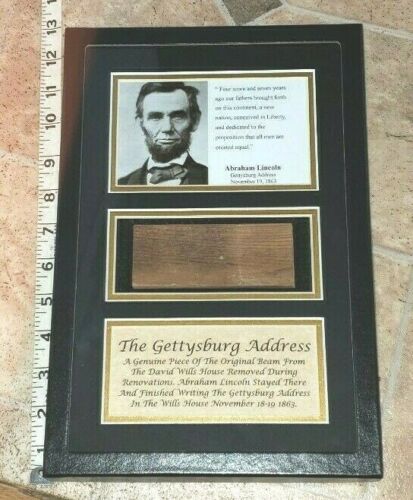 " Four score and seven years
ago our fathers brought forth
on this continent, a new
nation, conceived in Liberty,
and dedicated to the
proposition that all men are
created equal."
Abraham Lincoln
Gettysburg Address
November 19, 1863
The Gettysburg Address
A Genuine Piece Of The Original Beam From
The David Wills House Removed During
Renovations. Abraham Lincoln Stayed There
And Finished Writing The Gettysburg Address
In The Wills House November 18-19 1863.
13
12
11
10
9
8
7
6
5
4
3
2
1